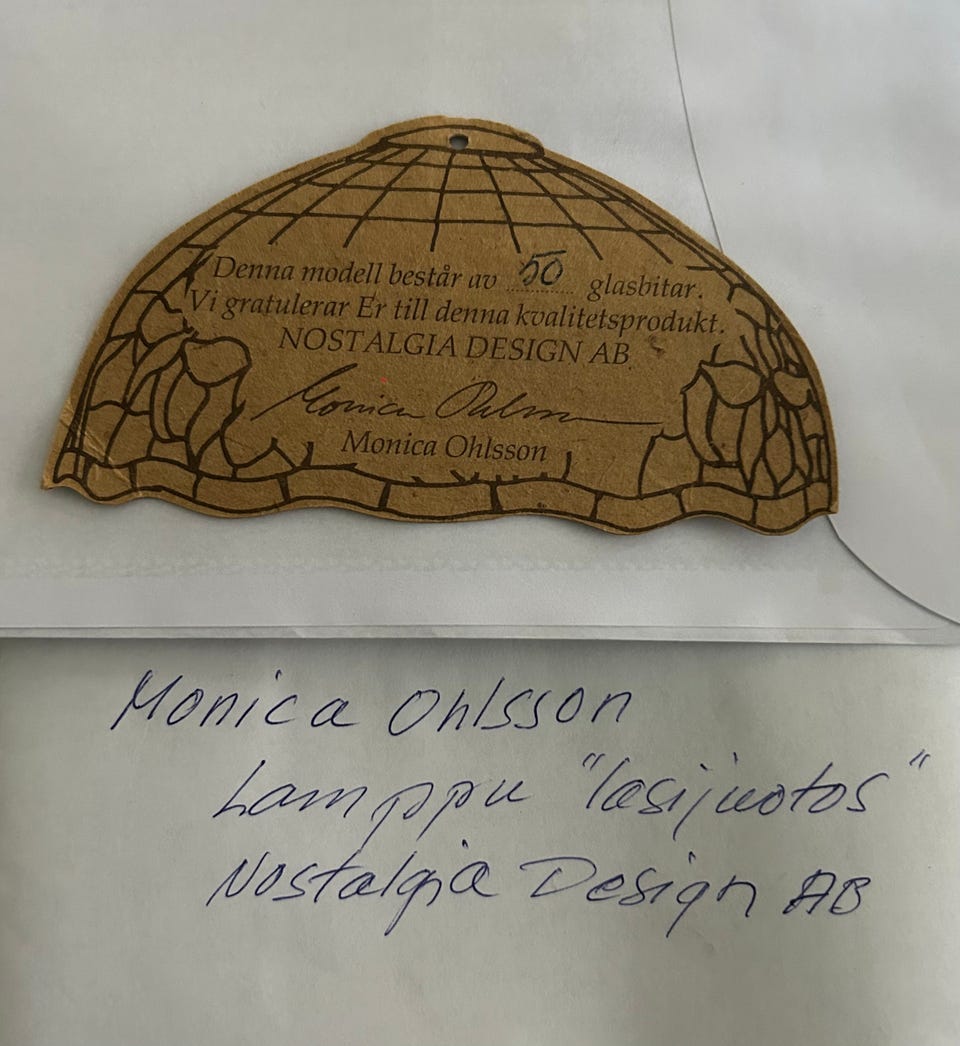 Denna modell består av 50 glasbitar.
Vi gratulerar Er till denna kvalitetsprodukt.
NOSTALGIA DESIGN AB
Monica Ohlsson
Monica Ohlsson
Monica Ohlsson
Lamppu "lasijuotos"
Nostalgia Design AB